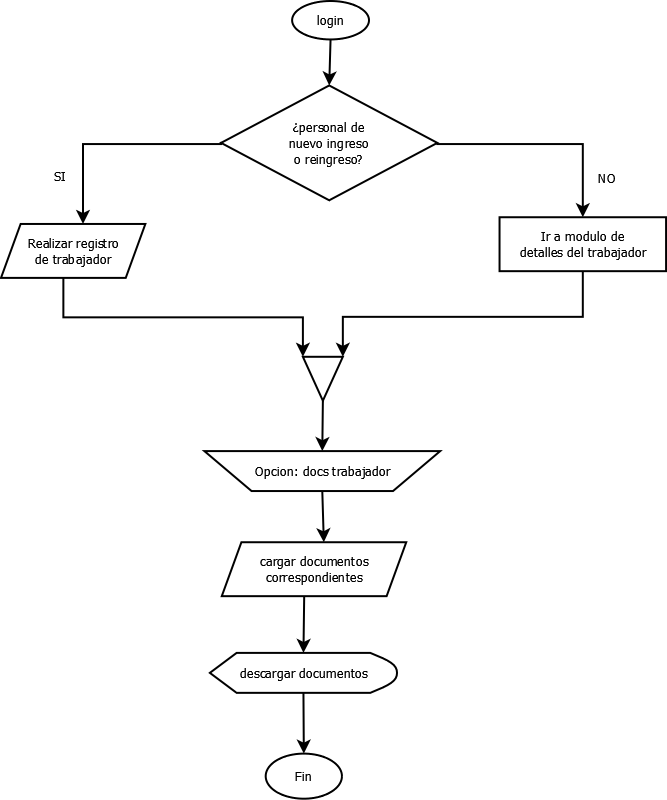 login
¿personal de
nuevo ingreso
o reingreso?
SI
NO
Realizar registro
de trabajador
Ir a modulo de
detalles del trabajador
Opcion: docs trabajador
cargar documentos
correspondientes
descargar documentos
Fin